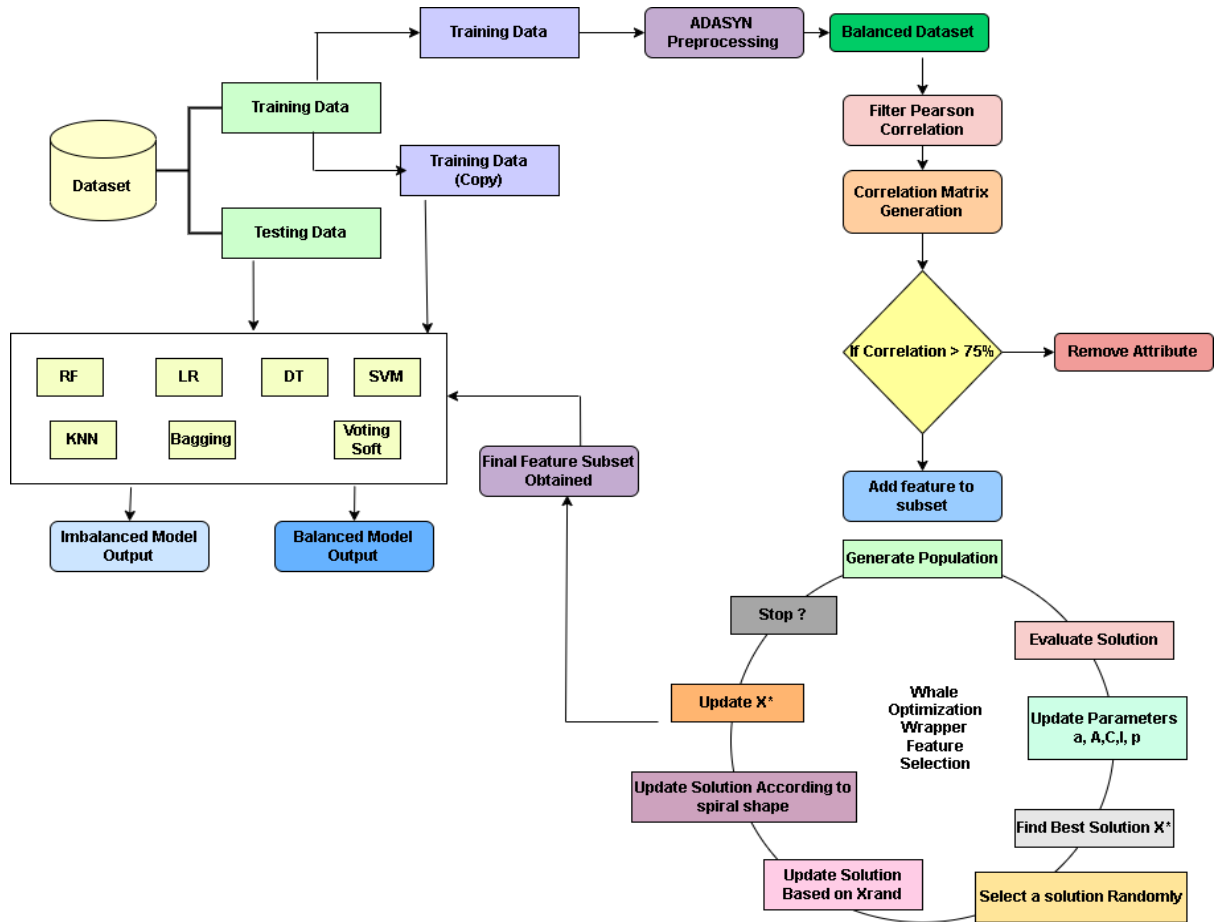 Training Data
ADASYN
Preprocessing
Balanced Dataset
Training Data
Filter Pearson
Correlation
Training Data
(Copy)
Dataset
Correlation Matrix
Generation
Testing Data
If Correlation > 75%
Remove Attribute
RF
LR
DT
SVM
KNN
Bagging
Voting
Soft
Final Feature Subset
Obtained
Add feature to
subset
Imbalanced Model
Output
Balanced Model
Output
Generate Population
Stop ?
Evaluate Solution
Update X*
Whale
Optimization
Wrapper
Feature
Selection
Update Parameters
a, A,C,l, p
Update Solution According to
spiral shape
Find Best Solution X*
Update Solution
Based on Xrand
Select a solution Randomly